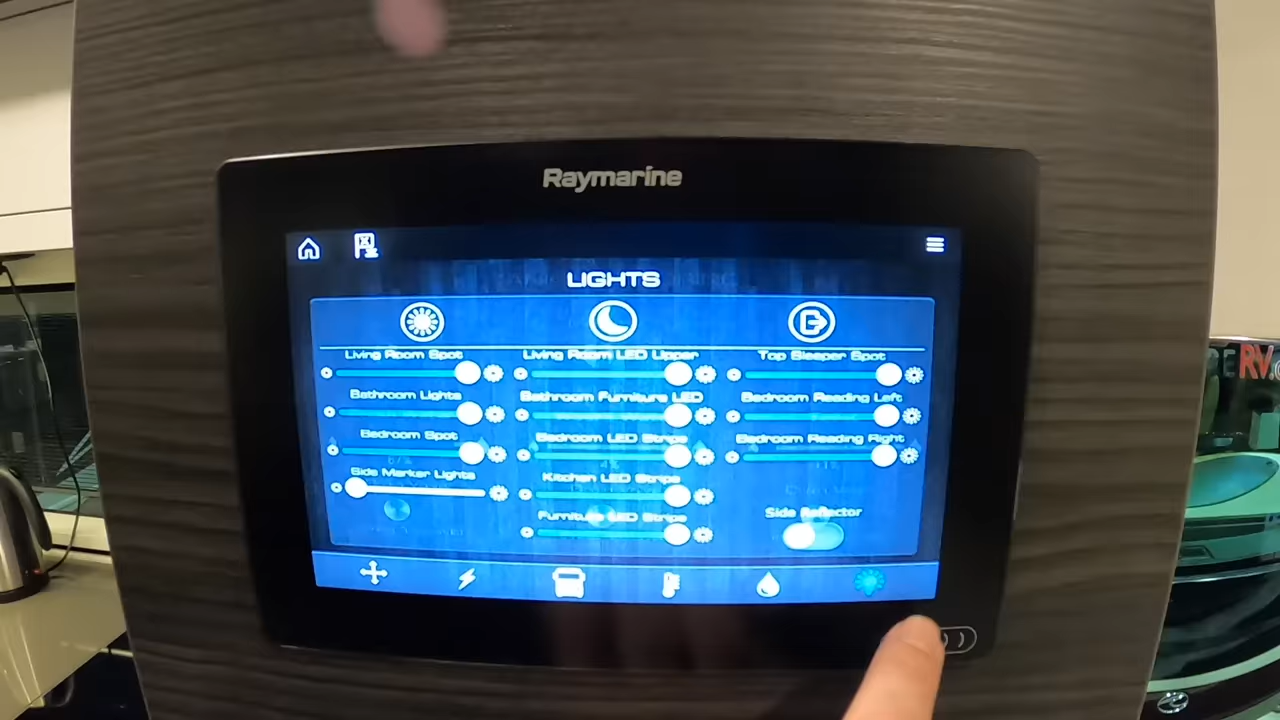 Raymarine
LIGHTS
Living Room Spot
Living Room LED Upper
Top Sleeper Spot
Bathroom Lights
Bathroom Furniture LED
Bedroom Reading Left
Bedroom Spot
Bedroom LED Strips
Bedroom Reading Right
Side Marker Lights
Kitchen LED Strips
Furniture LED Strips
Side Reflector
RV.